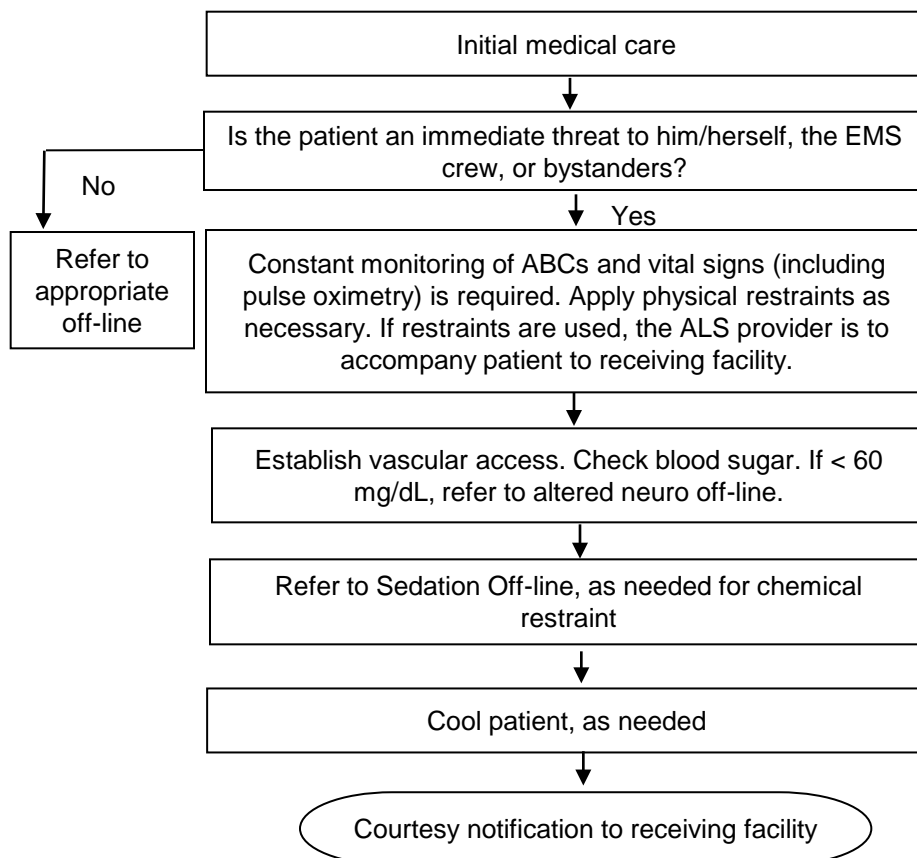 Initial medical care
Is the patient an immediate threat to him/herself, the EMS
crew, or bystanders?
No
Yes
Refer to
appropriate
off-line
Constant monitoring of ABCs and vital signs (including
pulse oximetry) is required. Apply physical restraints as
necessary. If restraints are used, the ALS provider is to
accompany patient to receiving facility.
Establish vascular access. Check blood sugar. If < 60
mg/dL, refer to altered neuro off-line.
Refer to Sedation Off-line, as needed for chemical
restraint
Cool patient, as needed
Courtesy notification to receiving facility